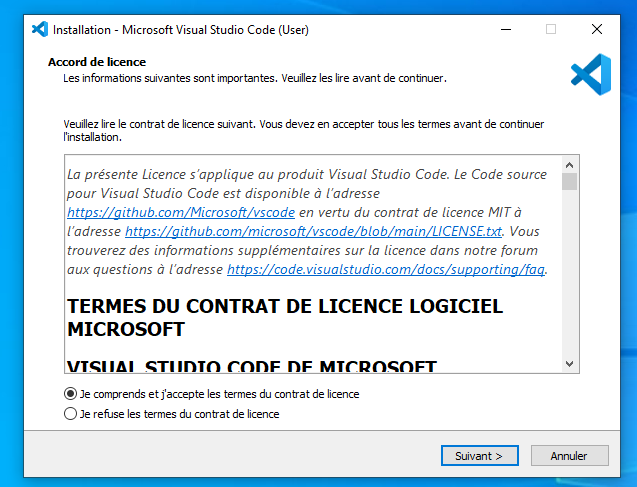 Installation - Microsoft Visual Studio Code (User)
Accord de licence
Les informations suivantes sont importantes. Veuillez les lire avant de continuer.
Veuillez lire le contrat de licence suivant. Vous devez en accepter tous les termes avant de continuer
l'installation.
La présente Licence s'applique au produit Visual Studio Code. Le Code source
pour Visual Studio Code est disponible à l'adresse
https://github.com/Microsoft/vscode en vertu du contrat de licence MIT à
l'adresse https://github.com/microsoft/vscode/blob/main/LICENSE.txt. Vous
trouverez des informations supplémentaires sur la licence dans notre forum
aux questions à l'adresse https://code.visualstudio.com/docs/supporting/faq.
TERMES DU CONTRAT DE LICENCE LOGICIEL
MICROSOFT
VISUAL STUDIO CODE DE MICROSOFT
Je comprends et j'accepte les termes du contrat de licence
Je refuse les termes du contrat de licence
Suivant >
Annuler